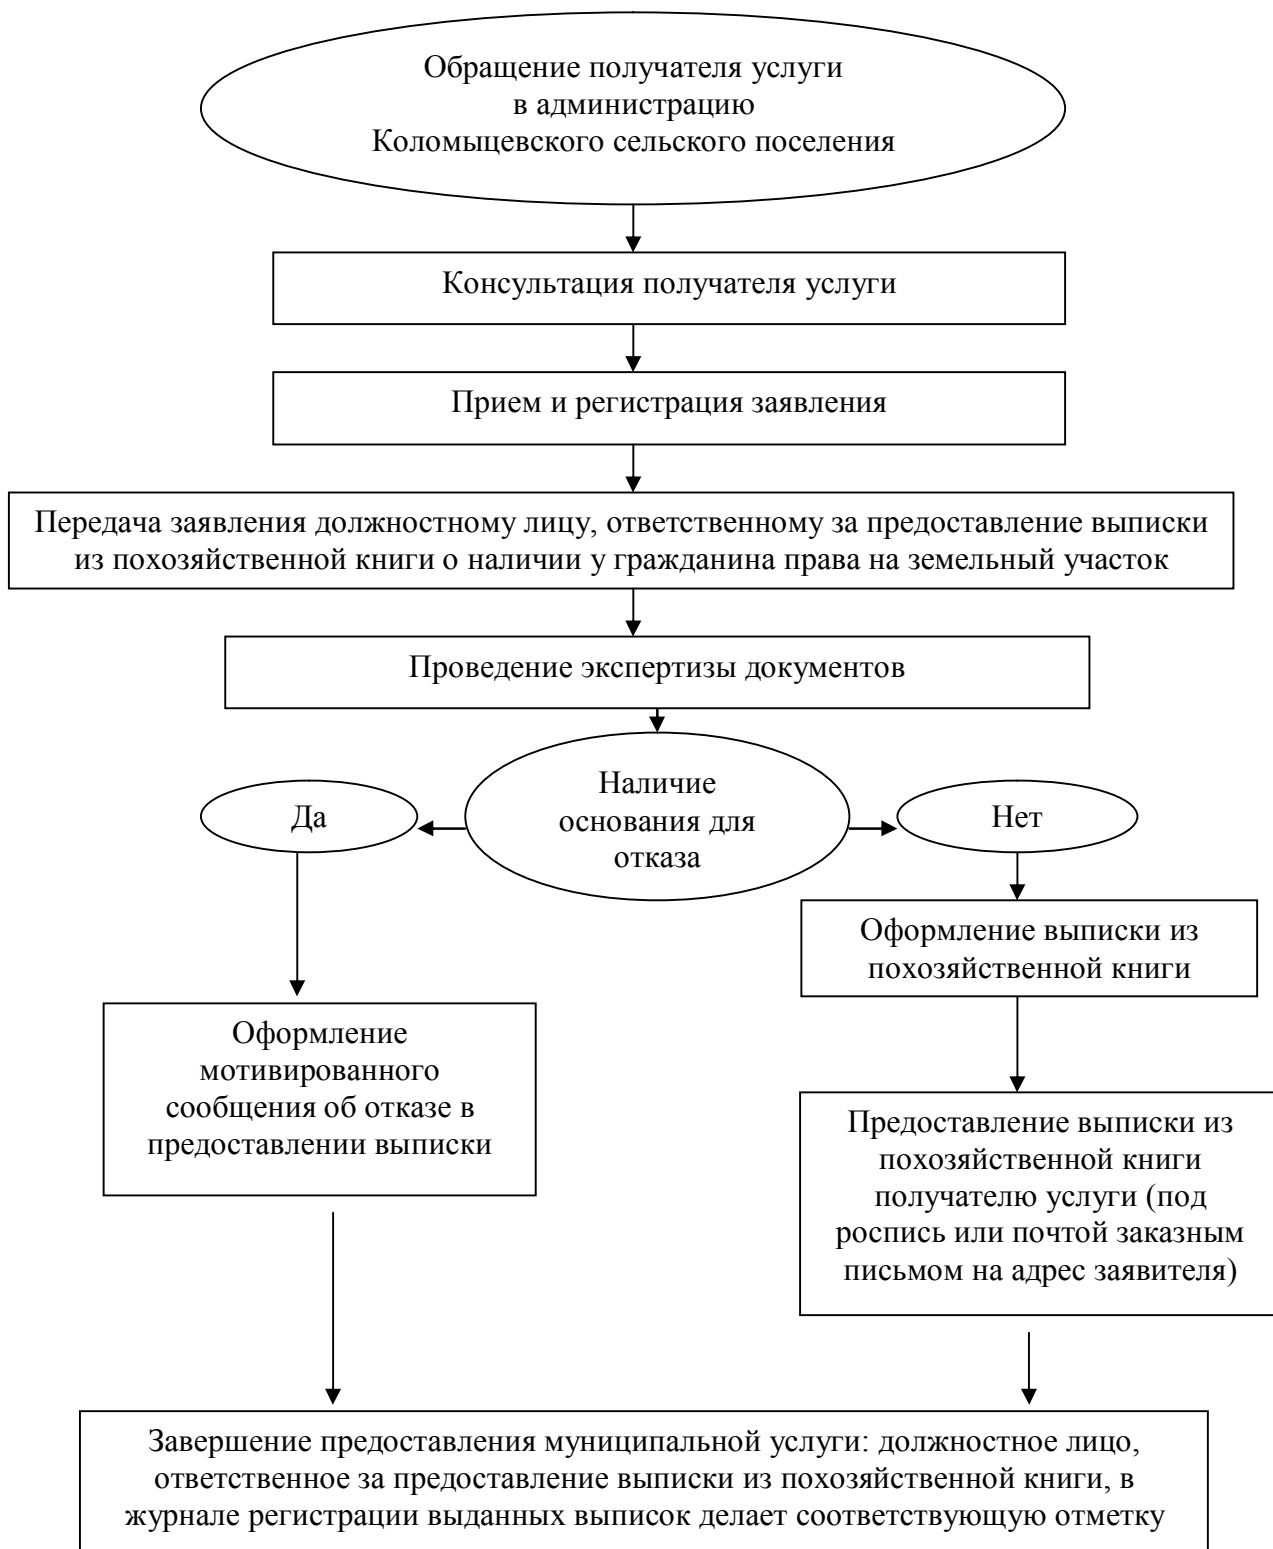 Обращение получателя услуги
в администрацию
Коломыцевского сельского поселения
Консультация получателя услуги
Прием и регистрация заявления
Передача заявления должностному лицу, ответственному за предоставление выписки
из похозяйственной книги о наличии у гражданина права на земельный участок
Проведение экспертизы документов
Наличие
основания для
отказа
Да
Нет
Оформление выписки из
похозяйственной книги
Оформление
мотивированного
сообщения об отказе в
предоставлении выписки
Предоставление выписки из
похозяйственной книги
получателю услуги (под
роспись или почтой заказным
письмом на адрес заявителя)
Завершение предоставления муниципальной услуги: должностное лицо,
ответственное за предоставление выписки из похозяйственной книги, в
журнале регистрации выданных выписок делает соответствующую отметку